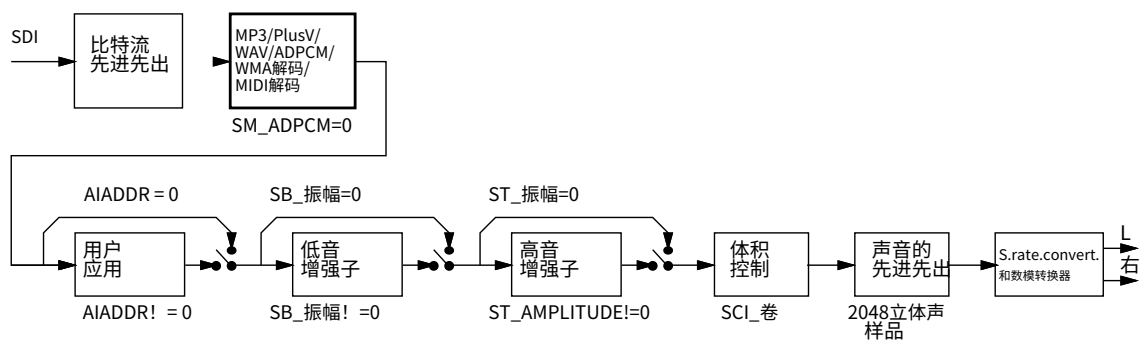 SDI
比特流
先进先出
MP3/PlusV/
WAV/ADPCM/
WMA解码/
MIDI解码
SM_ADPCM=0
AIADDR = 0
SB_振幅=0
ST_振幅=0
用户
应用
低音
增强子
高音
增强子
体积
控制
声音的
先进先出
S.rate.convert.
和数模转换器
L
右
AIADDR! = 0
SB_振幅! =0
ST_AMPLITUDE!=0
SCI_卷
2048立体声
样品